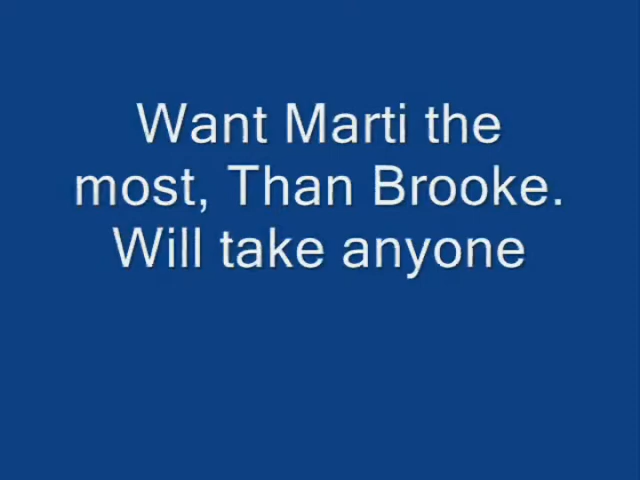 Want Marti the
most, Than Brooke.
Will take anyone